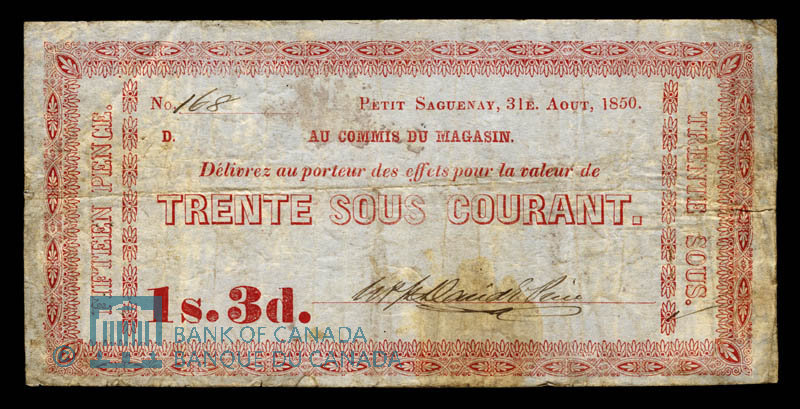 No. 168 PETIT SAGUENAY, 31E. AOUT, 1850.
D. AU COMMIS DU MAGASIN.
Délivrez au porteur des effets pour la valeur de
TRENTE SOUS COURANT.
1s. 3d.
FIFTEEN PENCE.
TRENTE SOUS.
© BANK OF CANADA
BANQUE DU CANADA